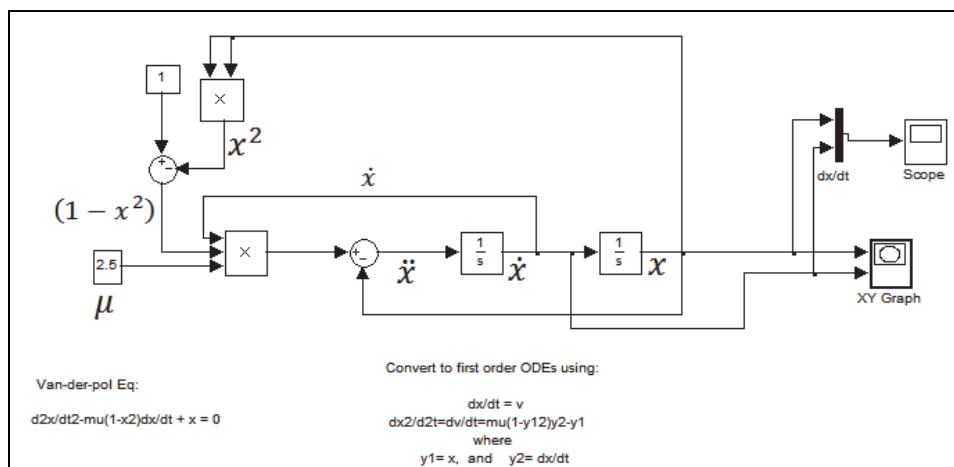 1
×
x²
+
−
ẋ
(1 − x²)
dx/dt
Scope
2.5
×
+
−
ẍ
1
s
ẋ
1
s
x
μ
XY Graph
Van-der-pol Eq:
d2x/dt2-mu(1-x2)dx/dt + x = 0
Convert to first order ODEs using:
dx/dt = v
dx2/d2t=dv/dt=mu(1-y12)y2-y1
where
y1= x, and y2= dx/dt